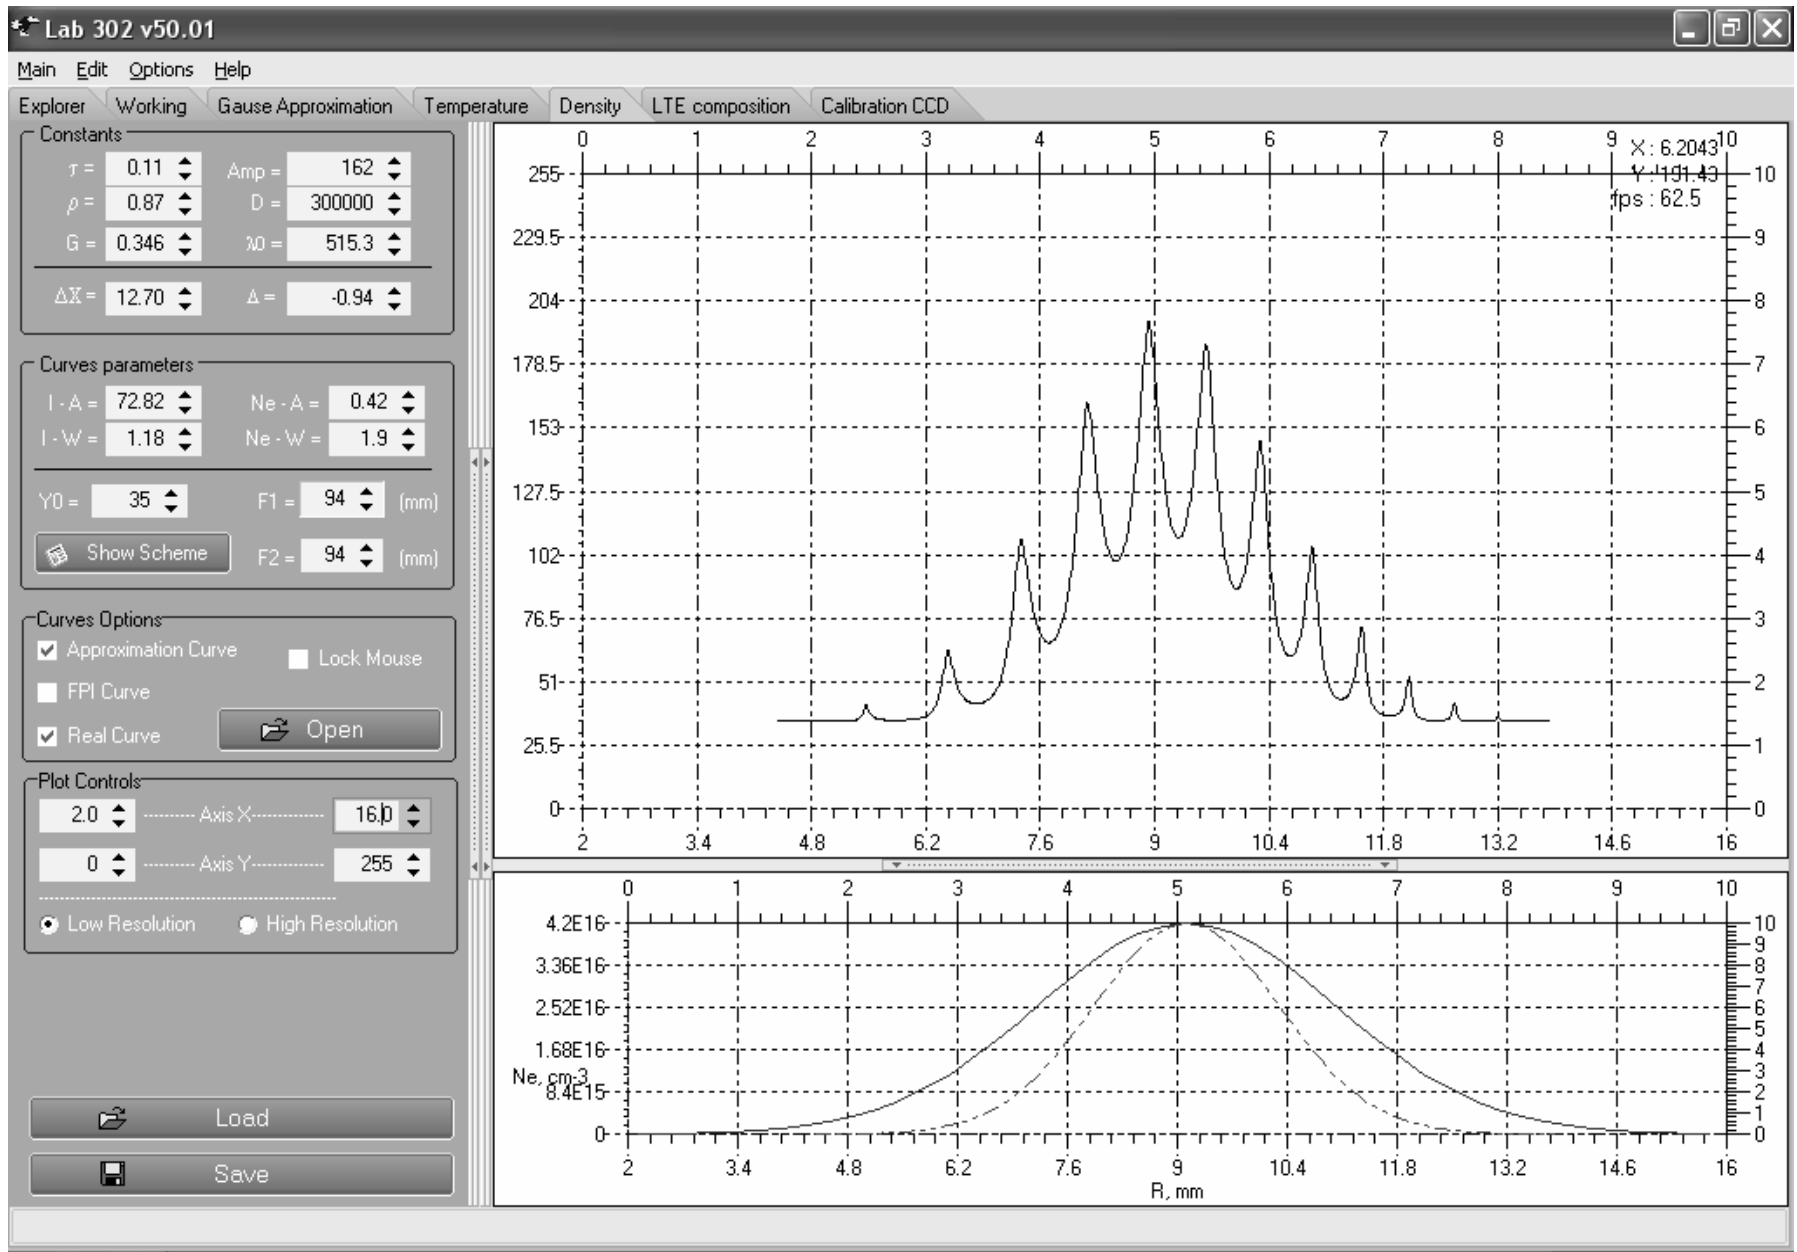 Lab 302 v50.01
Main Edit Options Help
Explorer Working Gause Approximation Temperature Density LTE composition Calibration CCD
Constants
τ = 0.11 Amp = 162
ρ = 0.87 D = 300000
G = 0.346 λ0 = 515.3
ΔX = 12.70 Δ = -0.94
Curves parameters
I - A = 72.82 Ne - A = 0.42
I - W = 1.18 Ne - W = 1.9
Y0 = 35 F1 = 94 (mm)
Show Scheme F2 = 94 (mm)
Curves Options
Approximation Curve Lock Mouse
FPI Curve
Real Curve Open
Plot Controls
2.0 --------- Axis X------------- 16.0
0 --------- Axis Y------------- 255
Low Resolution High Resolution
Load
Save
0 1 2 3 4 5 6 7 8 9 10
X : 6.2043
Y : 191.43
fps : 62.5
255 10
229.5 9
204 8
178.5 7
153 6
127.5 5
102 4
76.5 3
51 2
25.5 1
0 0
2 3.4 4.8 6.2 7.6 9 10.4 11.8 13.2 14.6 16
0 1 2 3 4 5 6 7 8 9 10
4.2E16 10
9
3.36E16 8
7
2.52E16 6
5
1.68E16 4
Ne, cm-3 3
8.4E15 2
1
0 0
2 3.4 4.8 6.2 7.6 9 10.4 11.8 13.2 14.6 16
R, mm